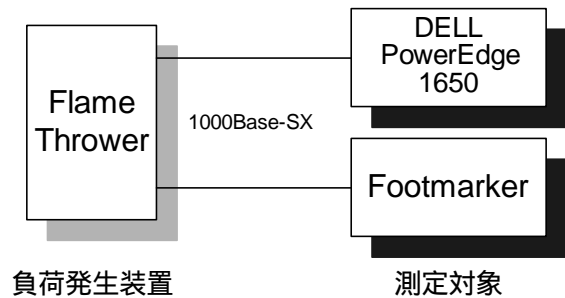 Flame
Thrower
1000Base-SX
DELL
PowerEdge
1650
Footmarker
負荷発生装置
測定対象